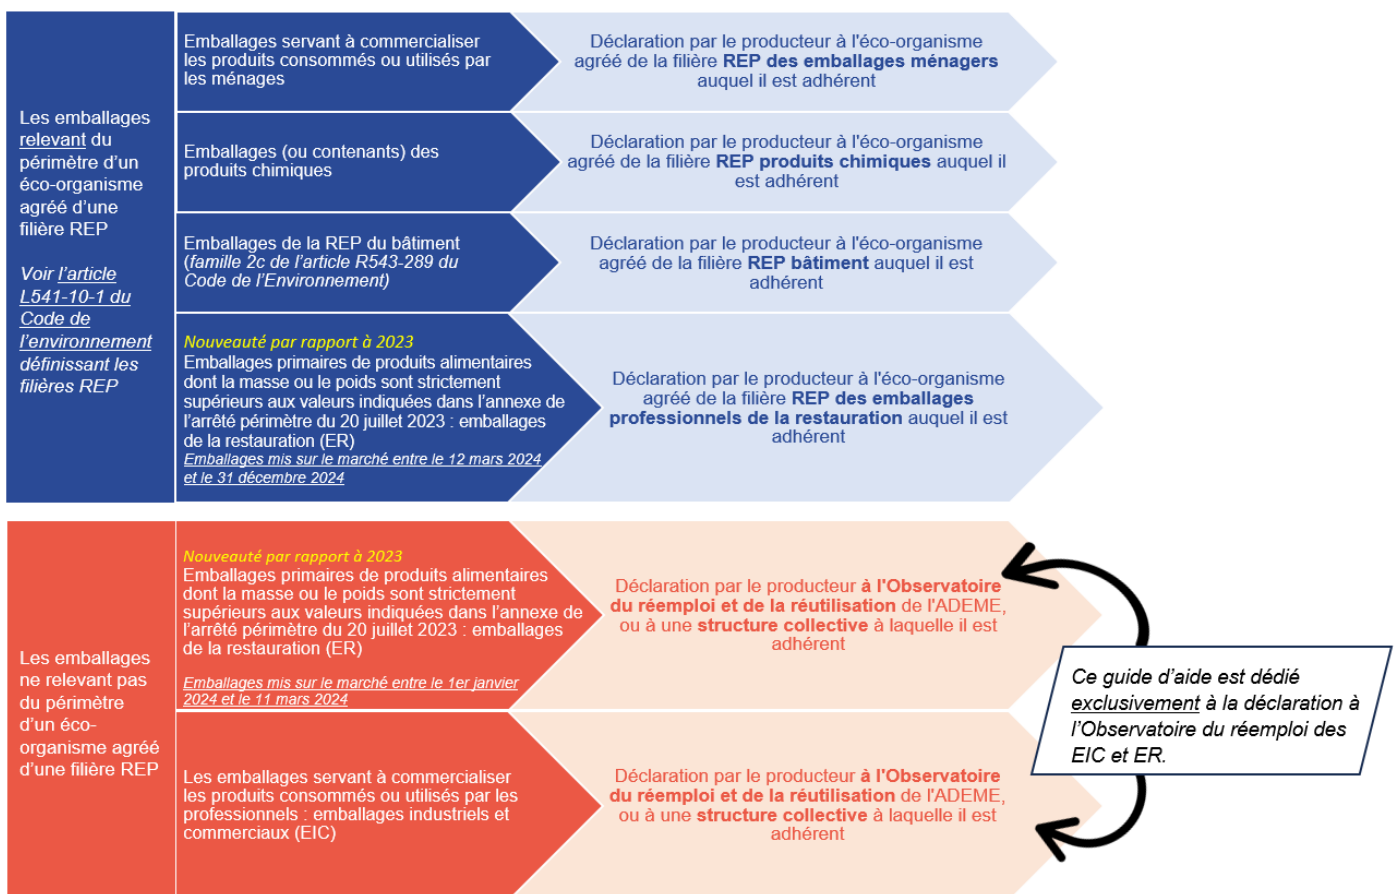 Les emballages
relevant du
périmètre d’un
éco-organisme
agréé d’une
filière REP
Voir l’article
L541-10-1 du
Code de
l’environnement
définissant les
filières REP
Emballages servant à commercialiser
les produits consommés ou utilisés par
les ménages
Déclaration par le producteur à l'éco-organisme
agréé de la filière REP des emballages ménagers
auquel il est adhérent
Emballages (ou contenants) des
produits chimiques
Déclaration par le producteur à l'éco-organisme
agréé de la filière REP produits chimiques auquel il
est adhérent
Emballages de la REP du bâtiment
(famille 2c de l’article R543-289 du
Code de l’Environnement)
Déclaration par le producteur à l'éco-organisme
agréé de la filière REP bâtiment auquel il est
adhérent
Nouveauté par rapport à 2023
Emballages primaires de produits alimentaires
dont la masse ou le poids sont strictement
supérieurs aux valeurs indiquées dans l’annexe de
l’arrêté périmètre du 20 juillet 2023 : emballages
de la restauration (ER)
Emballages mis sur le marché entre le 12 mars 2024
et le 31 décembre 2024
Déclaration par le producteur à l'éco-organisme
agréé de la filière REP des emballages
professionnels de la restauration auquel il est
adhérent
Les emballages
ne relevant pas
du périmètre
d’un éco-
organisme agréé
d’une filière REP
Nouveauté par rapport à 2023
Emballages primaires de produits alimentaires
dont la masse ou le poids sont strictement
supérieurs aux valeurs indiquées dans l’annexe de
l’arrêté périmètre du 20 juillet 2023 : emballages
de la restauration (ER)
Emballages mis sur le marché entre le 1er janvier
2024 et le 11 mars 2024
Déclaration par le producteur à l'Observatoire
du réemploi et de la réutilisation de l'ADEME,
ou à une structure collective à laquelle il est
adhérent
Les emballages servant à commercialiser
les produits consommés ou utilisés par les
professionnels : emballages industriels et
commerciaux (EIC)
Déclaration par le producteur à l'Observatoire
du réemploi et de la réutilisation de l'ADEME,
ou à une structure collective à laquelle il est
adhérent
Ce guide d’aide est dédié
exclusivement à la déclaration à
l’Observatoire du réemploi des
EIC et ER.